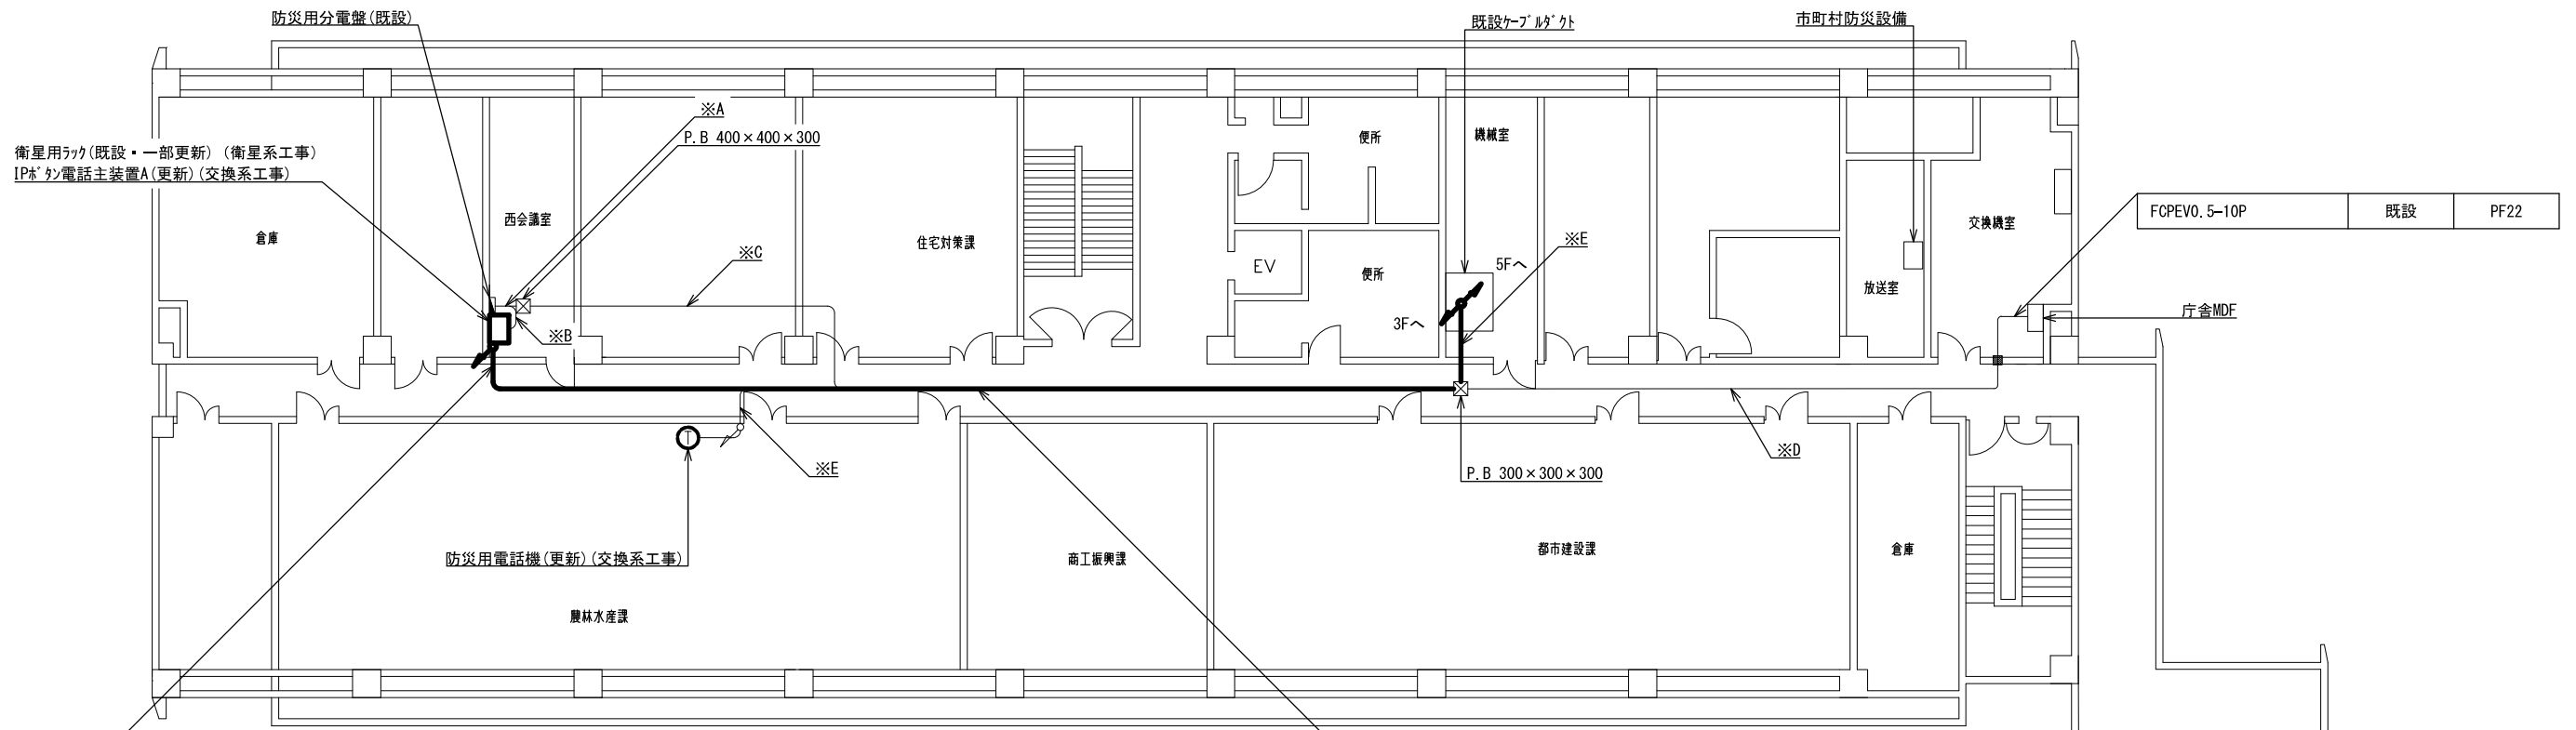 防災用分電盤(既設)
既設ｹｰﾌﾞﾙﾀﾞｸﾄ
市町村防災設備
※A
P.B 400×400×300
衛星用ﾗｯｸ(既設・一部更新) (衛星系工事)
IPﾎﾞﾀﾝ電話主装置A(更新)(交換系工事)
便所
機械室
西会議室
倉庫
住宅対策課
※C
※E
交換機室
FCPEV0.5-10P 既設 PF22
EV
便所
5Fへ
放送室
3Fへ
※B
庁舎MDF
※E
P.B 300×300×300
※D
T
防災用電話機(更新)(交換系工事)
商工振興課
都市建設課
倉庫
農林水産課